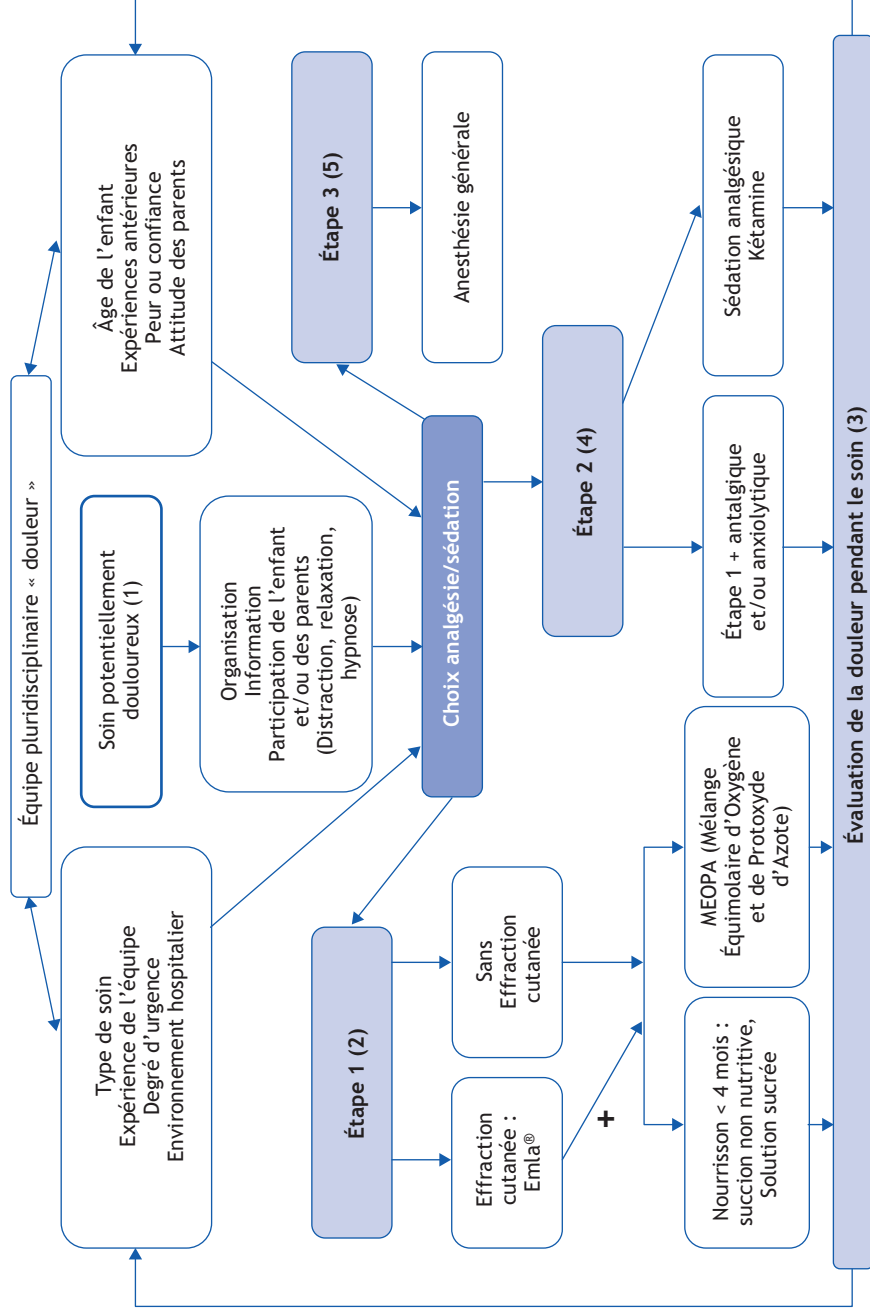 Équipe pluridisciplinaire « douleur »
Type de soin
Expérience de l'équipe
Degré d'urgence
Environnement hospitalier
Soin potentiellement
douloureux (1)
Âge de l'enfant
Expériences antérieures
Peur ou confiance
Attitude des parents
Organisation
Information
Participation de l'enfant
et/ou des parents
(Distraction, relaxation,
hypnose)
Choix analgésie/sédation
Étape 1 (2)
Étape 3 (5)
Effraction
cutanée :
Emla®
Sans
Effraction
cutanée
Anesthésie générale
+
Étape 2 (4)
Nourrisson < 4 mois :
succion non nutritive,
Solution sucrée
MEOPA (Mélange
Équimolaire d'Oxygène
et de Protoxyde
d'Azote)
Étape 1 + antalgique
et/ou anxiolytique
Sédation analgésique
Kétamine
Évaluation de la douleur pendant le soin (3)